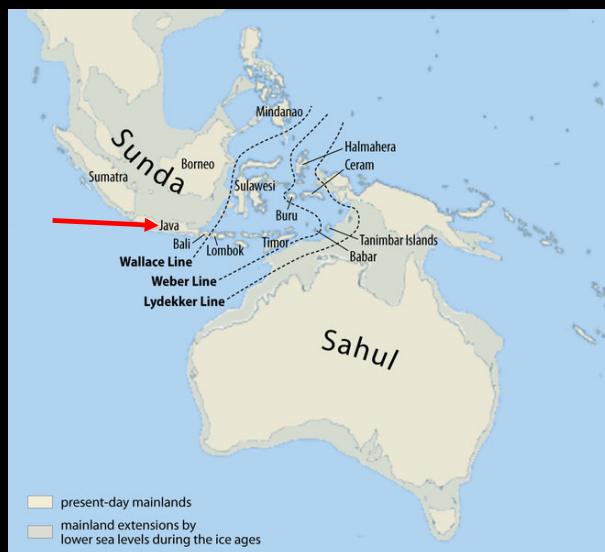 Mindanao
Sunda
Halmahera
Ceram
Borneo
Sumatra
Sulawesi
Buru
Java
Bali
Lombok
Timor
Tanimbar Islands
Babar
Wallace Line
Weber Line
Lydekker Line
Sahul
present-day mainlands
mainland extensions by
lower sea levels during the ice ages